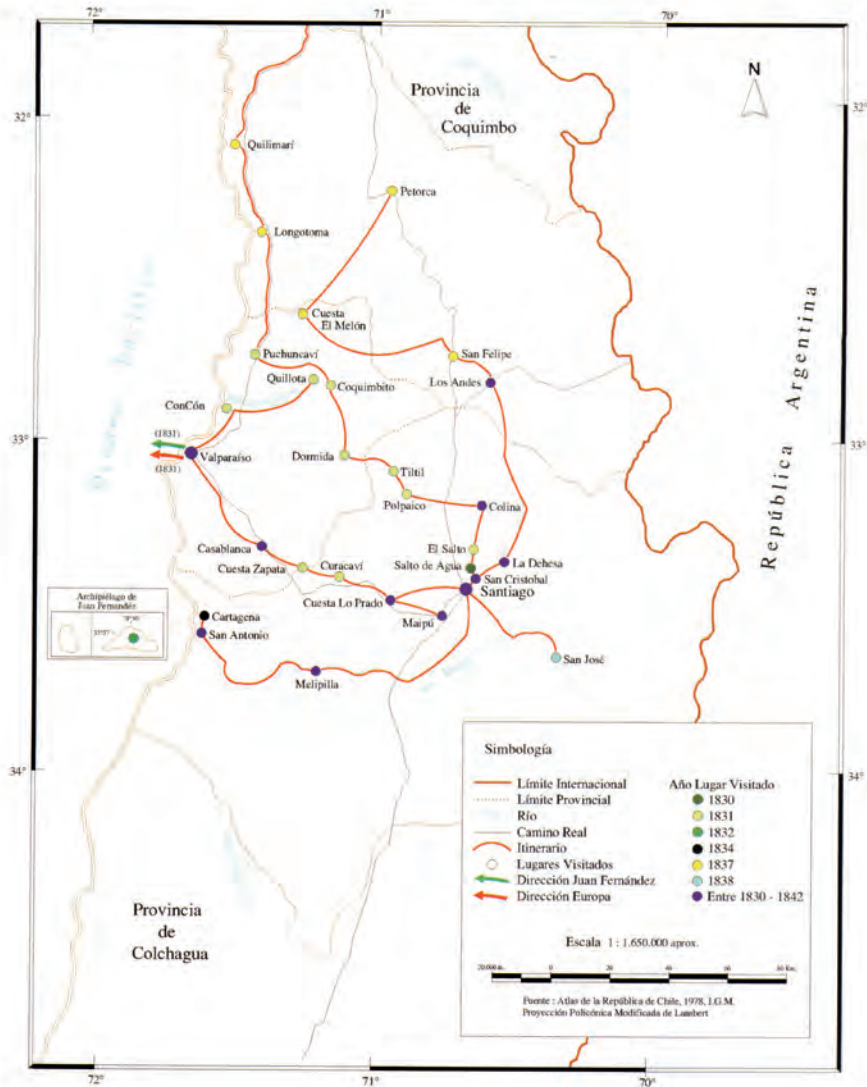 72°
71°
70°
N
32°
32°
Provincia
de
Coquimbo
Quilimarí
Petorca
Longotoma
Cuesta
El Melón
Puchuncaví
San Felipe
Quillota
Coquimbito
Los Andes
ConCón
República Argentina
33°
33°
(1831)
Valparaíso
(1831)
Dormida
Tiltil
Polpaico
Colina
Casablanca
El Salto
La Dehesa
Cuesta Zapata
Curacaví
Salto de Agua
San Cristobal
Santiago
Cuesta Lo Prado
Maipú
Archipiélago de
Juan Fernández
Cartagena
San Antonio
San José
Melipilla
34°
34°
Provincia
de
Colchagua
Simbología
Límite Internacional
Límite Provincial
Río
Camino Real
Itinerario
Lugares Visitados
Dirección Juan Fernández
Dirección Europa
Año Lugar Visitado
1830
1831
1832
1834
1837
1838
Entre 1830 - 1842
Escala 1 : 1.650.000 aprox.
0
20
40
60
80 Km.
Fuente : Atlas de la República de Chile, 1978, I.G.M.
Proyección Policónica Modificada de Lambert
72°
71°
70°